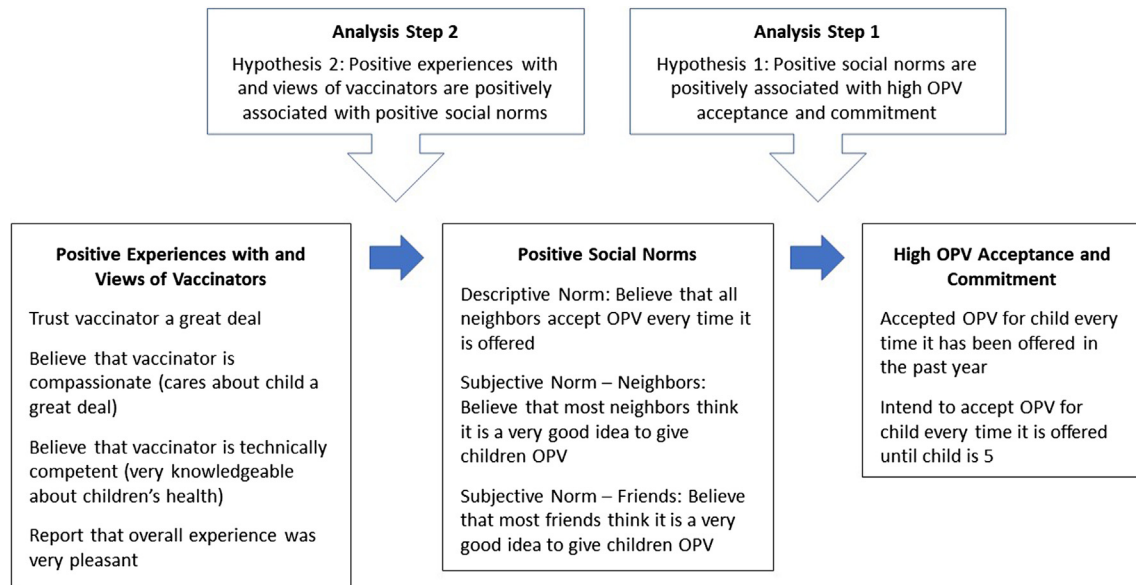 Analysis Step 2
Hypothesis 2: Positive experiences with
and views of vaccinators are positively
associated with positive social norms
Analysis Step 1
Hypothesis 1: Positive social norms are
positively associated with high OPV
acceptance and commitment
Positive Experiences with and
Views of Vaccinators
Trust vaccinator a great deal
Believe that vaccinator is
compassionate (cares about child a
great deal)
Believe that vaccinator is technically
competent (very knowledgeable
about children’s health)
Report that overall experience was
very pleasant
Positive Social Norms
Descriptive Norm: Believe that all
neighbors accept OPV every time it
is offered
Subjective Norm – Neighbors:
Believe that most neighbors think
it is a very good idea to give
children OPV
Subjective Norm – Friends: Believe
that most friends think it is a very
good idea to give children OPV
High OPV Acceptance and
Commitment
Accepted OPV for child every
time it has been offered in
the past year
Intend to accept OPV for
child every time it is offered
until child is 5